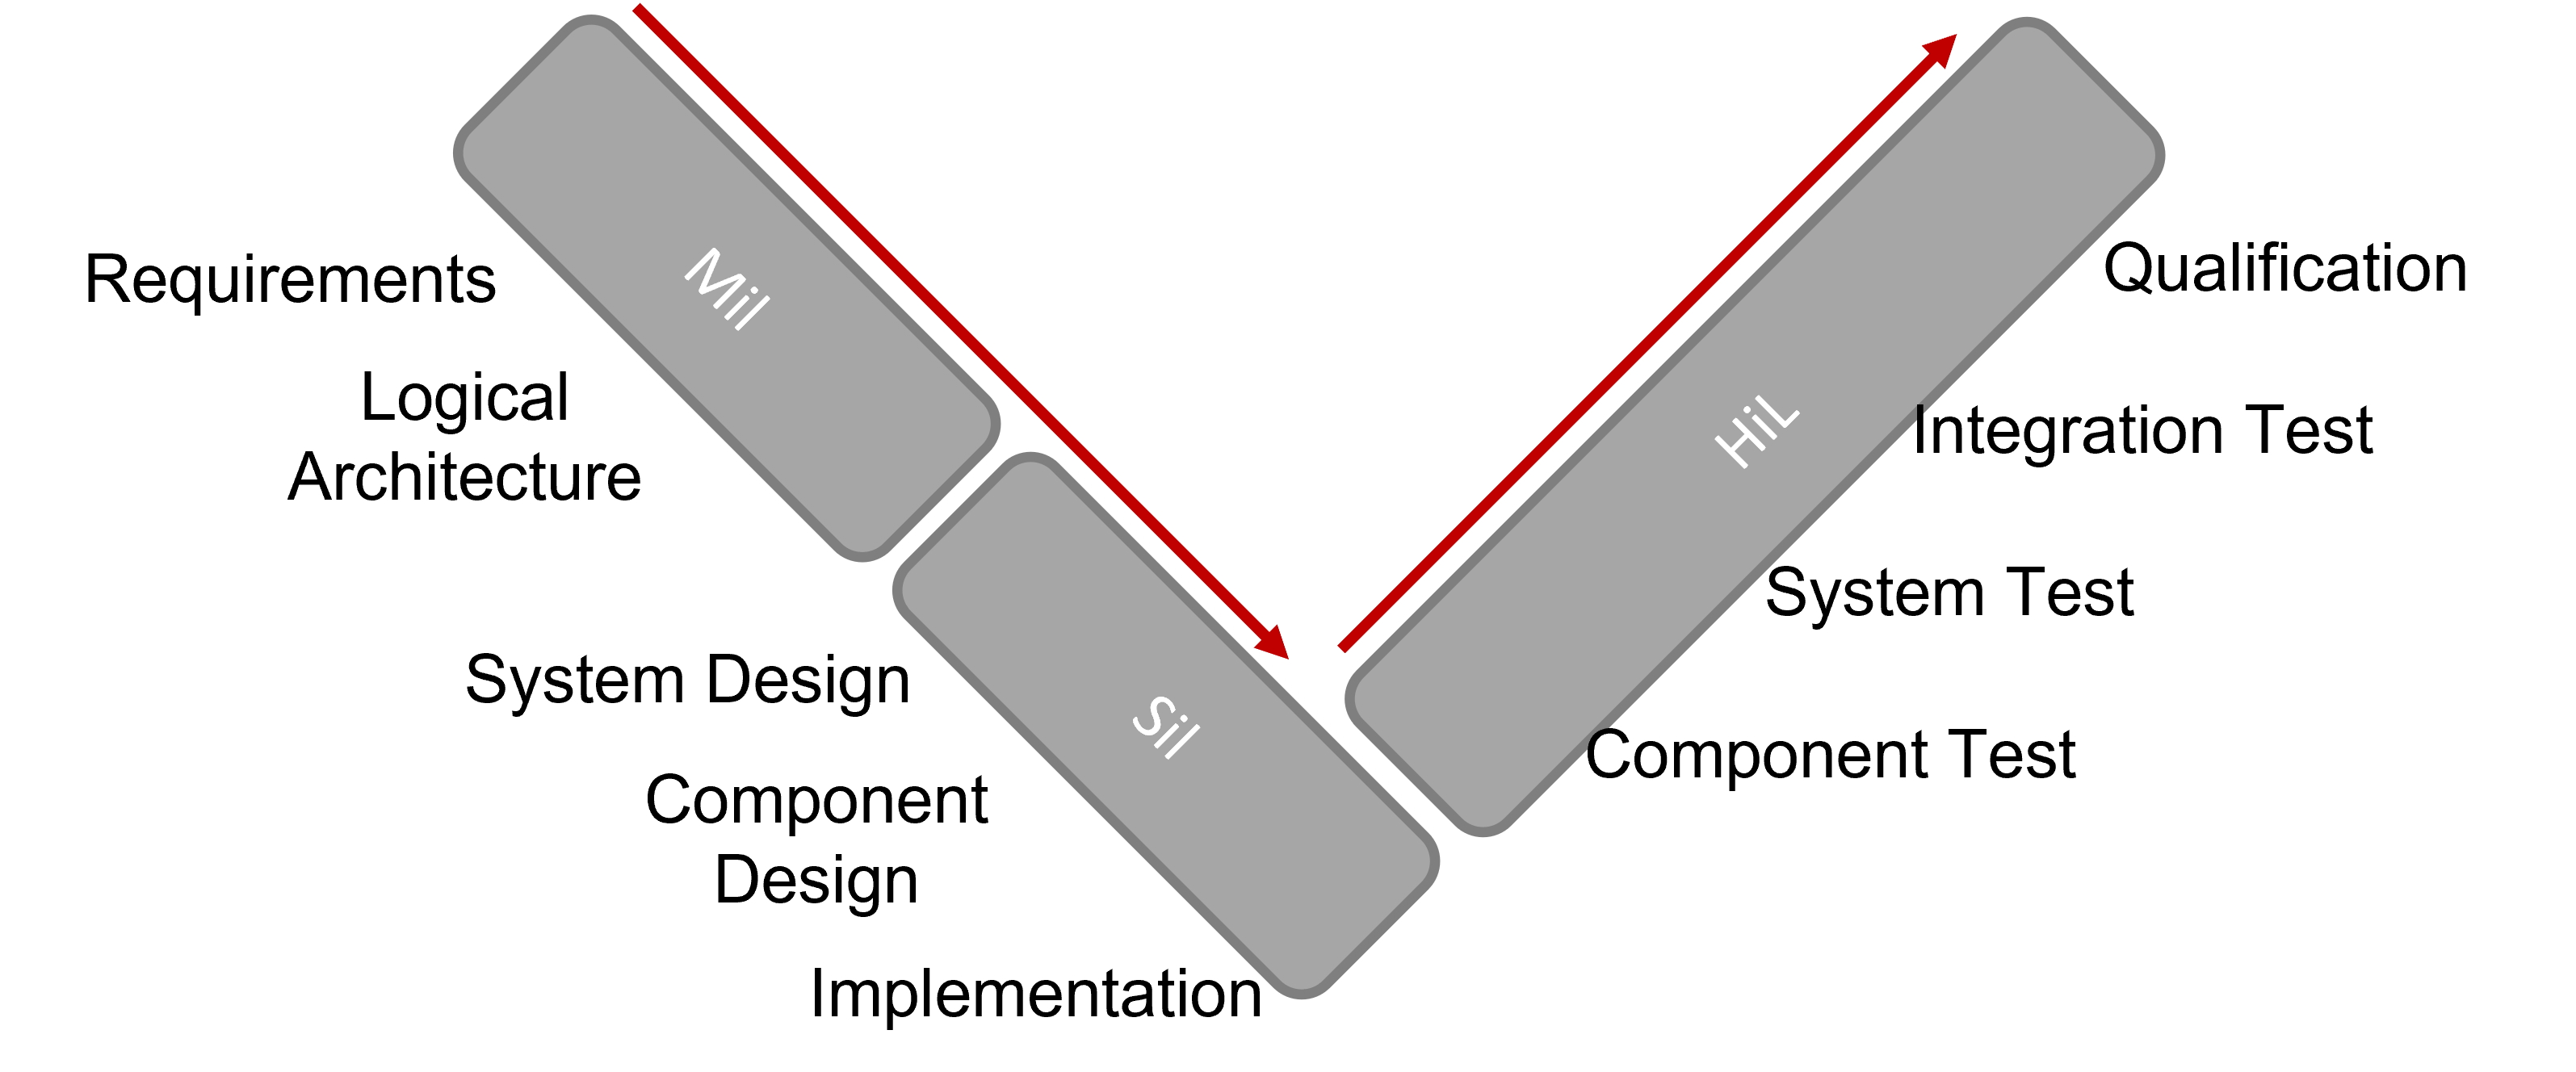 Requirements
Logical
Architecture
System Design
Component
Design
Implementation
Mil
Sil
HiL
Qualification
Integration Test
System Test
Component Test